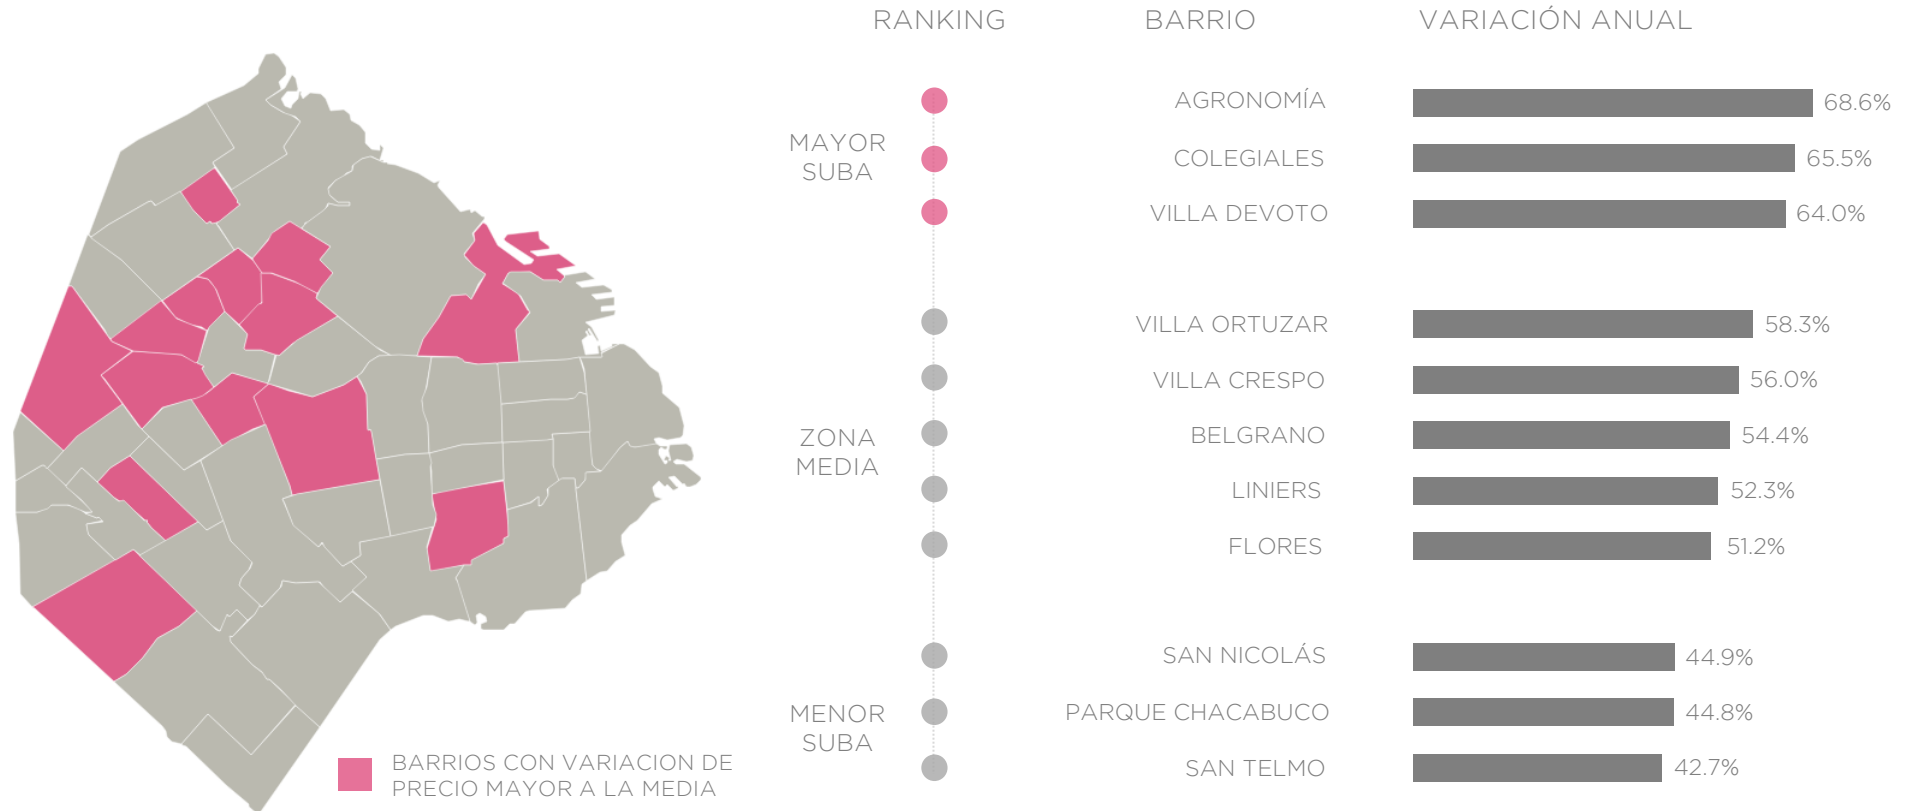 RANKING BARRIO VARIACIÓN ANUAL
MAYOR
SUBA
AGRONOMÍA 68.6%
COLEGIALES 65.5%
VILLA DEVOTO 64.0%
ZONA
MEDIA
VILLA ORTUZAR 58.3%
VILLA CRESPO 56.0%
BELGRANO 54.4%
LINIERS 52.3%
FLORES 51.2%
MENOR
SUBA
SAN NICOLÁS 44.9%
PARQUE CHACABUCO 44.8%
SAN TELMO 42.7%
BARRIOS CON VARIACION DE
PRECIO MAYOR A LA MEDIA